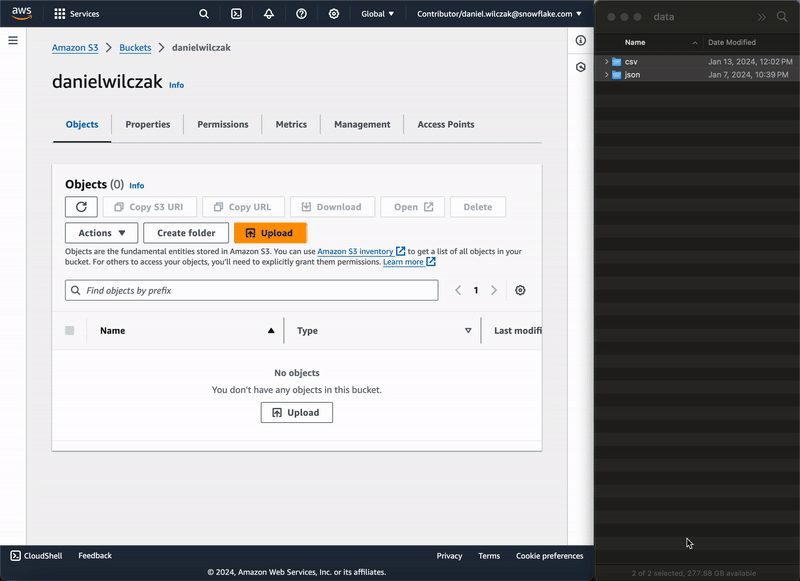 aws Services Global Contributor/daniel.wilczak@snowflake.com
Amazon S3 Buckets danielwilczak
danielwilczak Info
Objects Properties Permissions Metrics Management Access Points
Objects (0) Info
Copy S3 URI Copy URL Download Open Delete
Actions Create folder Upload
Objects are the fundamental entities stored in Amazon S3. You can use Amazon S3 inventory to get a list of all objects in your
bucket. For others to access your objects, you'll need to explicitly grant them permissions. Learn more
Find objects by prefix 1
Name Type Last modifi
No objects
You don't have any objects in this bucket.
Upload
CloudShell Feedback Privacy Terms Cookie preferences
© 2024, Amazon Web Services, Inc. or its affiliates.
data
Name Date Modified
csv Jan 13, 2024, 12:02 PM
json Jan 7, 2024, 10:39 PM
2 of 2 selected, 277.88 GB available